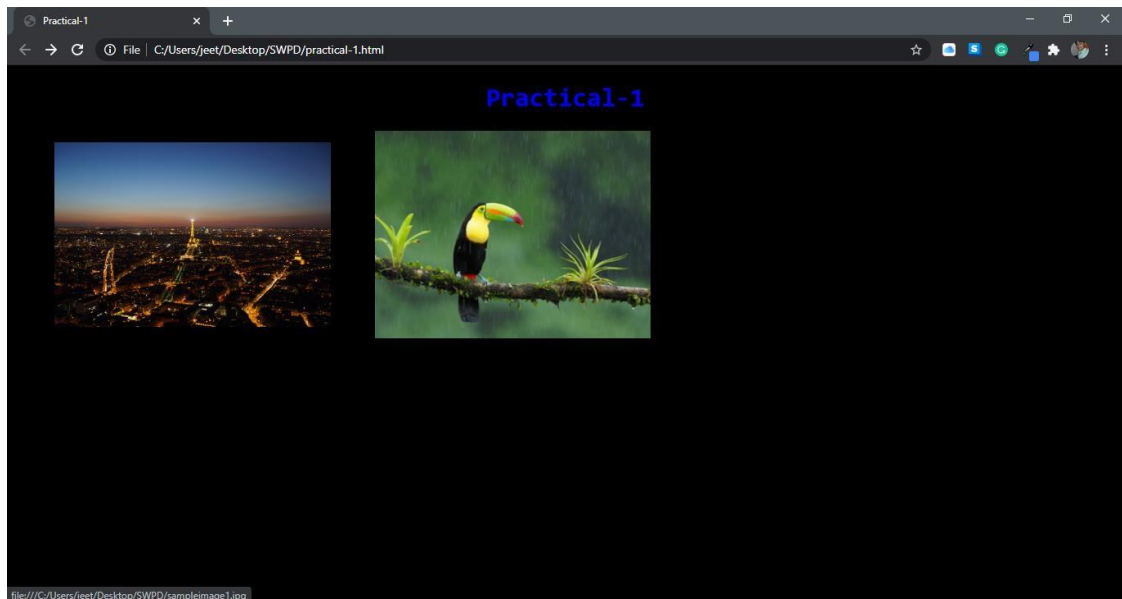 Practical-1
File C:/Users/jeet/Desktop/SWPD/practical-1.html
Practical-1
file:///C:/Users/jeet/Desktop/SWPD/sampleimage1.jpg